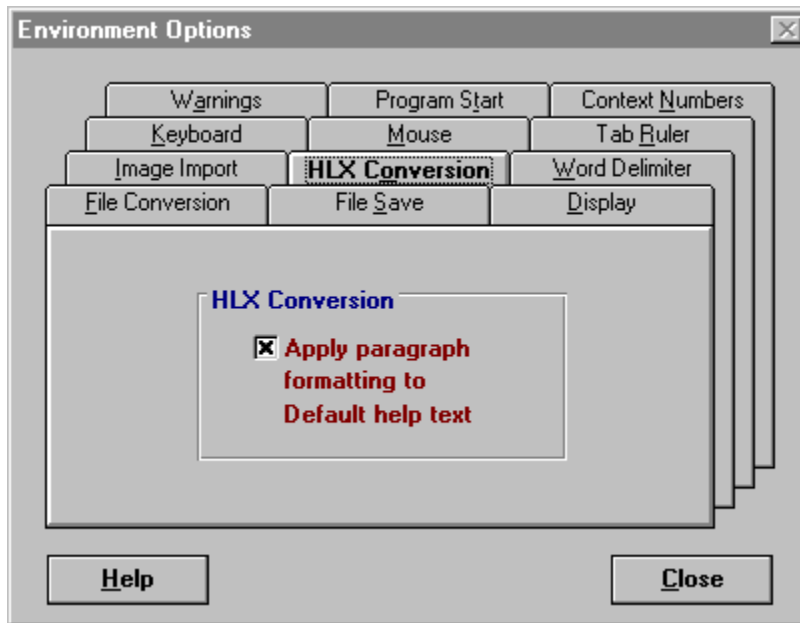 Environment Options
Warnings Program Start Context Numbers
Keyboard Mouse Tab Ruler
Image Import HLX Conversion Word Delimiter
File Conversion File Save Display
HLX Conversion
Apply paragraph
formatting to
Default help text
Help Close